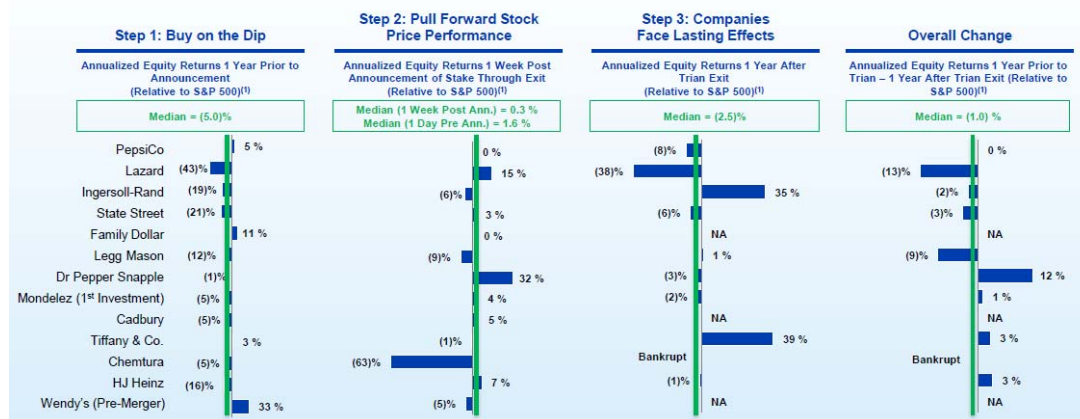 Step 1: Buy on the Dip
Annualized Equity Returns 1 Year Prior to
Announcement
(Relative to S&P 500)(1)
Median = (5.0)%
Step 2: Pull Forward Stock
Price Performance
Annualized Equity Returns 1 Week Post
Announcement of Stake Through Exit
(Relative to S&P 500)(1)
Median (1 Week Post Ann.) = 0.3 %
Median (1 Day Pre Ann.) = 1.6 %
Step 3: Companies
Face Lasting Effects
Annualized Equity Returns 1 Year After
Trian Exit
(Relative to S&P 500)(1)
Median = (2.5)%
Overall Change
Annualized Equity Returns 1 Year Prior to
Trian – 1 Year After Trian Exit (Relative to
S&P 500)(1)
Median = (1.0) %
PepsiCo 5 % 0 % (8)% 0 %
Lazard (43)% 15 % (38)% (13)%
Ingersoll-Rand (19)% (6)% 35 % (2)%
State Street (21)% 3 % (6)% (3)%
Family Dollar 11 % 0 % NA NA
Legg Mason (12)% (9)% 1 % (9)%
Dr Pepper Snapple (1)% 32 % (3)% 12 %
Mondelez (1st Investment) (5)% 4 % (2)% 1 %
Cadbury (5)% 5 % NA NA
Tiffany & Co. 3 % (1)% 39 % 3 %
Chemtura (5)% (63)% Bankrupt Bankrupt
HJ Heinz (16)% 7 % (1)% 3 %
Wendy's (Pre-Merger) 33 % (5)% NA NA